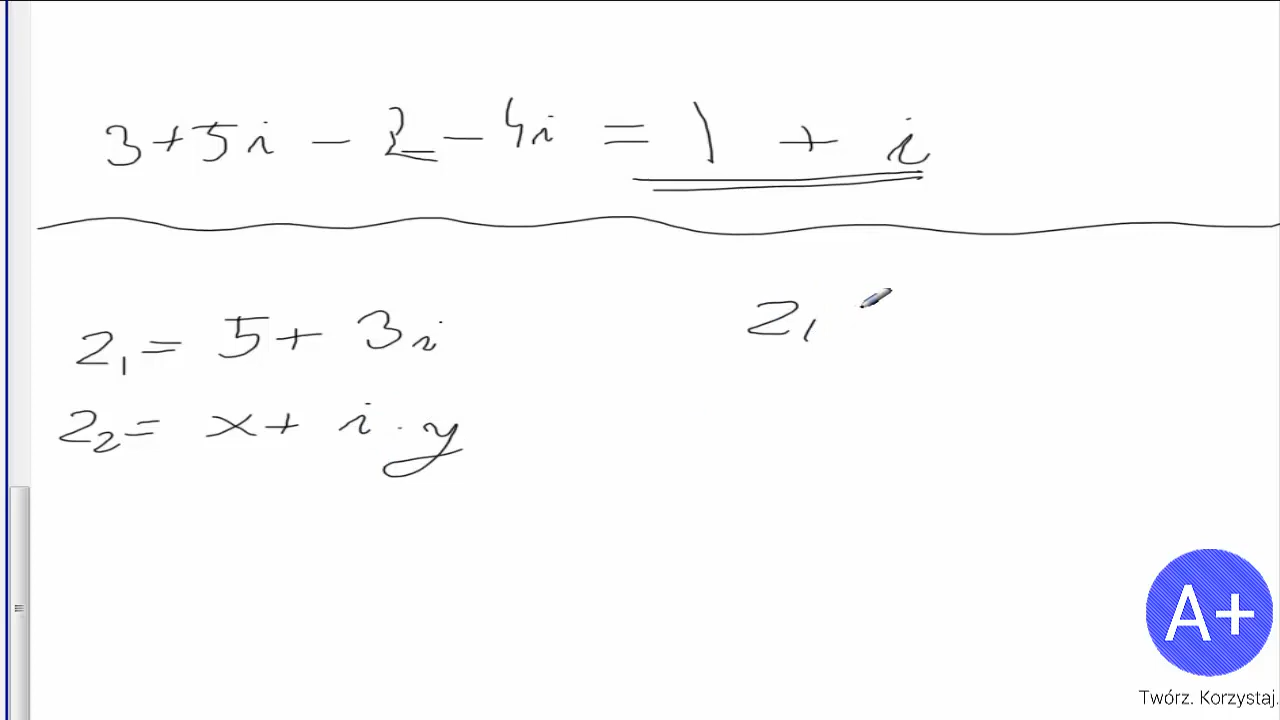 3+5i - 2 - 4i = 1 + i
z₁ = 5 + 3i
z₁
z₂ = x + i · y
A+
Twórz. Korzystaj.